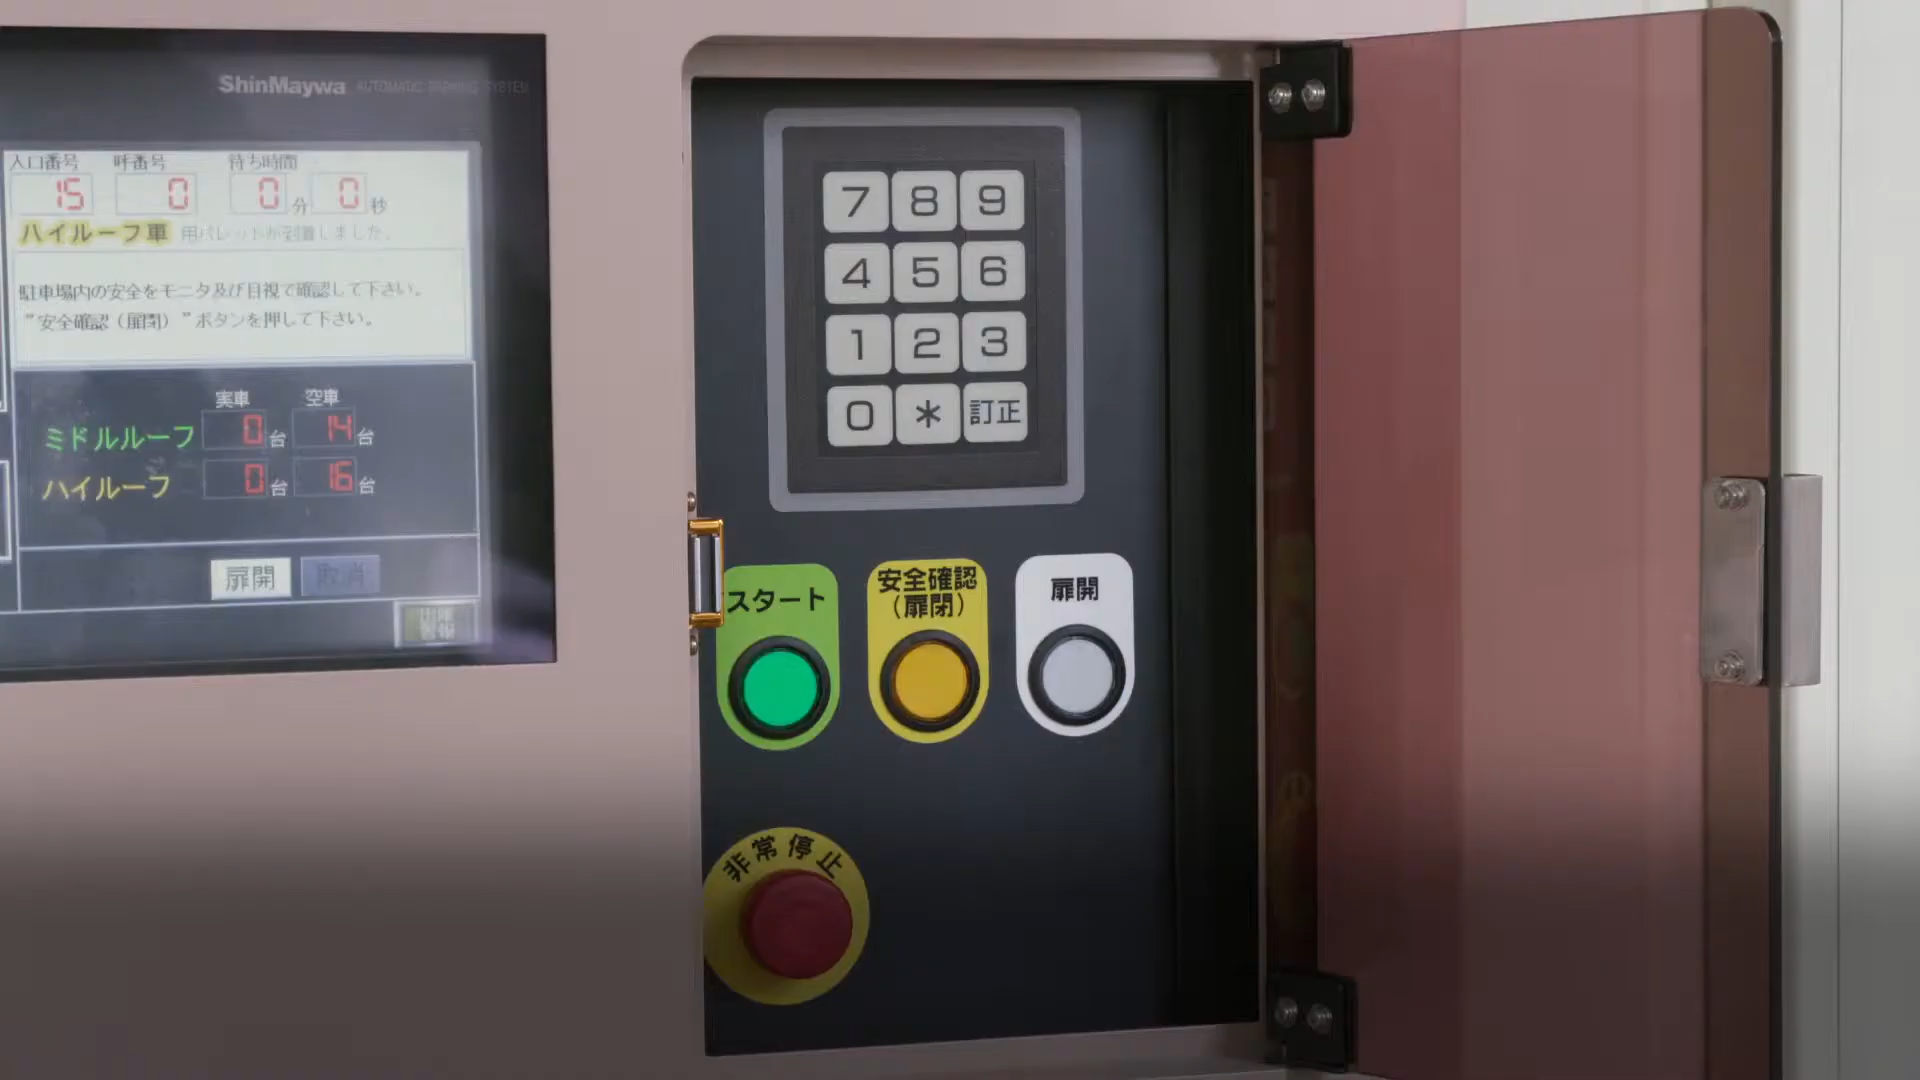 ShinMaywa AUTOMATIC PARKING SYSTEM
入口番号 呼番号 待ち時間
15 0 0 分 0 秒
ハイルーフ車 用パレットが到着しました。
駐車場内の安全をモニタ及び目視で確認して下さい。
"安全確認（扉閉）"ボタンを押して下さい。
実車 空車
ミドルルーフ 0 台 14 台
ハイルーフ 0 台 16 台
扉開 取消
7 8 9
4 5 6
1 2 3
0 * 訂正
スタート
安全確認
（扉閉）
扉開
非常停止